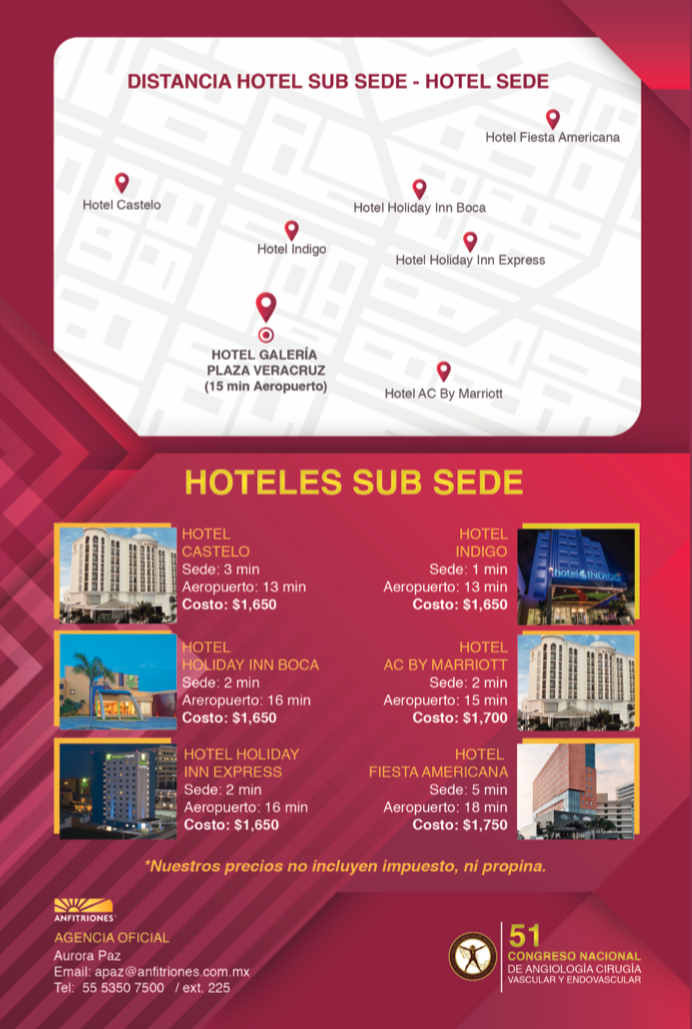 DISTANCIA HOTEL SUB SEDE - HOTEL SEDE
Hotel Fiesta Americana
Hotel Castelo
Hotel Holiday Inn Boca
Hotel Indigo
Hotel Holiday Inn Express
HOTEL GALERÍA
PLAZA VERACRUZ
(15 min Aeropuerto)
Hotel AC By Marriott
HOTELES SUB SEDE
HOTEL
CASTELO
Sede: 3 min
Aeropuerto: 13 min
Costo: $1,650
HOTEL
INDIGO
Sede: 1 min
Aeropuerto: 13 min
Costo: $1,650
hotel INDIGO
HOTEL
HOLIDAY INN BOCA
Sede: 2 min
Areropuerto: 16 min
Costo: $1,650
HOTEL
AC BY MARRIOTT
Sede: 2 min
Aeropuerto: 15 min
Costo: $1,700
HOTEL HOLIDAY
INN EXPRESS
Sede: 2 min
Aeropuerto: 16 min
Costo: $1,650
HOTEL
FIESTA AMERICANA
Sede: 5 min
Aeropuerto: 18 min
Costo: $1,750
*Nuestros precios no incluyen impuesto, ni propina.
ANFITRIONES
AGENCIA OFICIAL
Aurora Paz
Email: apaz@anfitriones.com.mx
Tel: 55 5350 7500 / ext. 225
51
CONGRESO NACIONAL
DE ANGIOLOGÍA CIRUGÍA
VASCULAR Y ENDOVASCULAR